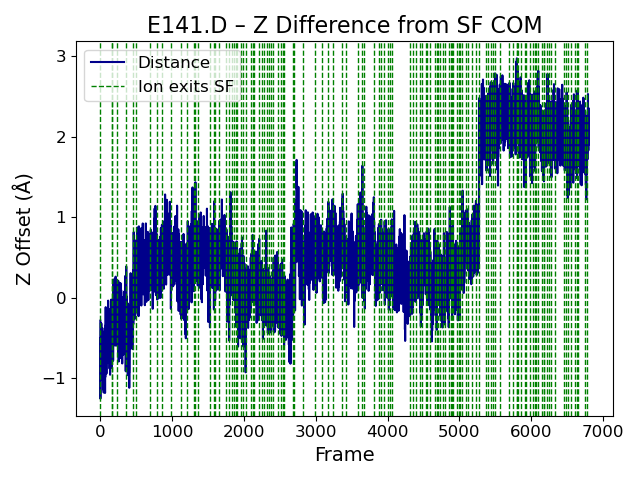 E141.D – Z Difference from SF COM
Distance
Ion exits SF
Z Offset (Å)
3
2
1
0
−1
0 1000 2000 3000 4000 5000 6000 7000
Frame